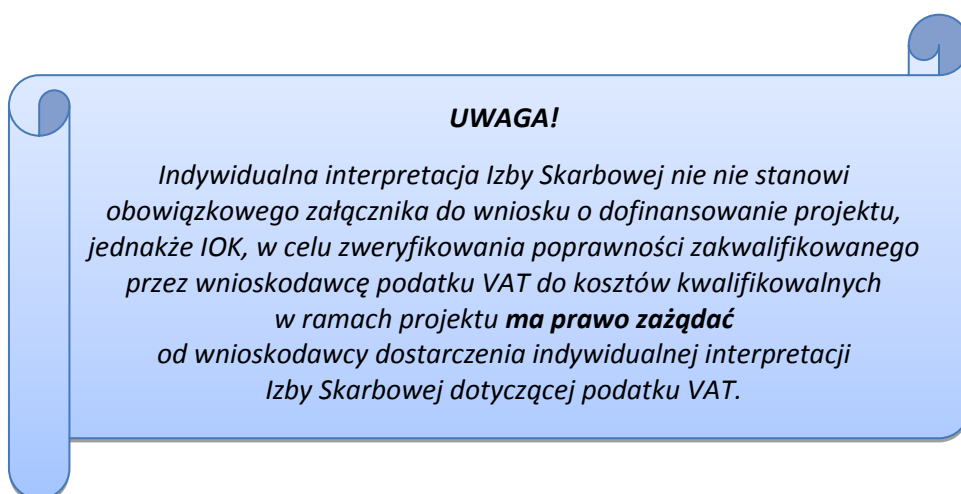 UWAGA!
Indywidualna interpretacja Izby Skarbowej nie nie stanowi
obowiązkowego załącznika do wniosku o dofinansowanie projektu,
jednakże IOK, w celu zweryfikowania poprawności zakwalifikowanego
przez wnioskodawcę podatku VAT do kosztów kwalifikowalnych
w ramach projektu ma prawo zażądać
od wnioskodawcy dostarczenia indywidualnej interpretacji
Izby Skarbowej dotyczącej podatku VAT.